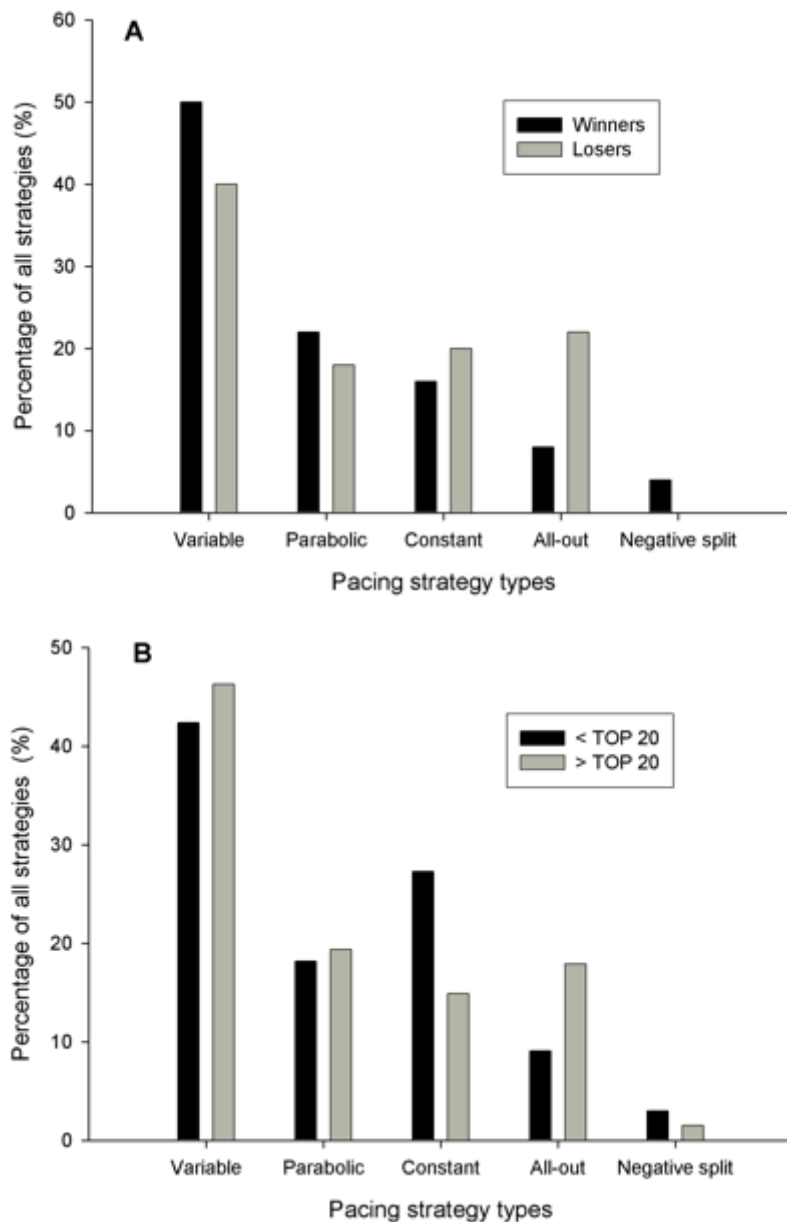 A
Percentage of all strategies (%)
60
50
40
30
20
10
0
Winners
Losers
Variable Parabolic Constant All-out Negative split
Pacing strategy types
B
Percentage of all strategies (%)
50
40
30
20
10
0
< TOP 20
> TOP 20
Variable Parabolic Constant All-out Negative split
Pacing strategy types